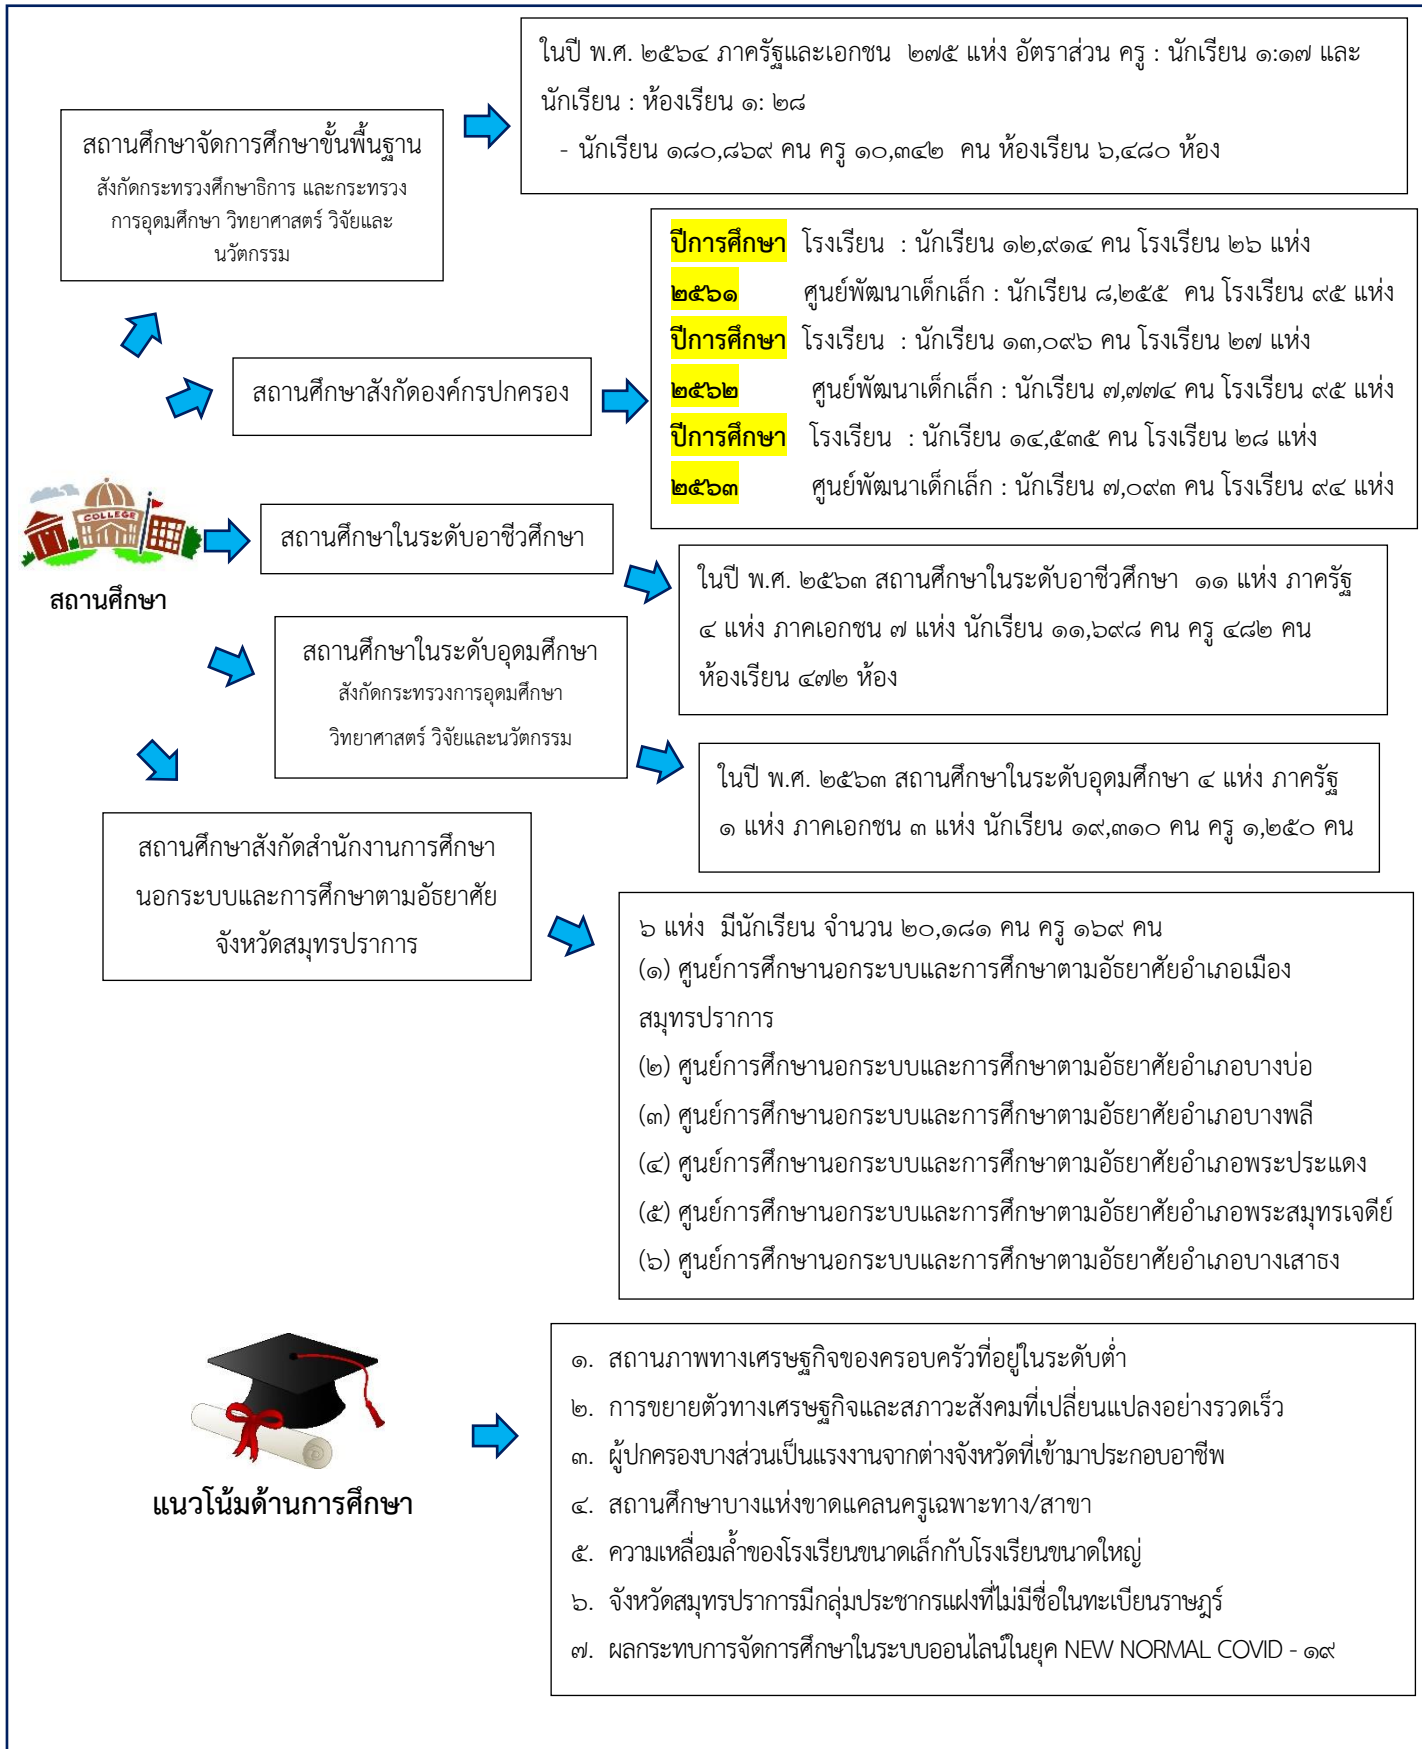 ในปี พ.ศ. ๒๕๖๔ ภาครัฐและเอกชน ๒๗๕ แห่ง อัตราส่วน ครู : นักเรียน ๑:๑๗ และ
นักเรียน : ห้องเรียน ๑: ๒๘
- นักเรียน ๑๘๐,๘๖๙ คน ครู ๑๐,๓๔๒ คน ห้องเรียน ๖,๔๘๐ ห้อง
สถานศึกษาจัดการศึกษาขั้นพื้นฐาน
สังกัดกระทรวงศึกษาธิการ และกระทรวง
การอุดมศึกษา วิทยาศาสตร์ วิจัยและ
นวัตกรรม
ปีการศึกษา โรงเรียน : นักเรียน ๑๒,๙๑๔ คน โรงเรียน ๒๖ แห่ง
๒๕๖๑ ศูนย์พัฒนาเด็กเล็ก : นักเรียน ๘,๒๕๕ คน โรงเรียน ๙๕ แห่ง
ปีการศึกษา โรงเรียน : นักเรียน ๑๓,๐๙๖ คน โรงเรียน ๒๗ แห่ง
๒๕๖๒ ศูนย์พัฒนาเด็กเล็ก : นักเรียน ๗,๗๗๔ คน โรงเรียน ๙๕ แห่ง
ปีการศึกษา โรงเรียน : นักเรียน ๑๔,๕๓๕ คน โรงเรียน ๒๘ แห่ง
๒๕๖๓ ศูนย์พัฒนาเด็กเล็ก : นักเรียน ๗,๐๙๓ คน โรงเรียน ๙๔ แห่ง
สถานศึกษาสังกัดองค์กรปกครอง
COLLEGE
สถานศึกษา
สถานศึกษาในระดับอาชีวศึกษา
ในปี พ.ศ. ๒๕๖๓ สถานศึกษาในระดับอาชีวศึกษา ๑๑ แห่ง ภาครัฐ
๔ แห่ง ภาคเอกชน ๗ แห่ง นักเรียน ๑๑,๖๙๘ คน ครู ๔๘๒ คน
ห้องเรียน ๔๗๒ ห้อง
สถานศึกษาในระดับอุดมศึกษา
สังกัดกระทรวงการอุดมศึกษา
วิทยาศาสตร์ วิจัยและนวัตกรรม
ในปี พ.ศ. ๒๕๖๓ สถานศึกษาในระดับอุดมศึกษา ๔ แห่ง ภาครัฐ
๑ แห่ง ภาคเอกชน ๓ แห่ง นักเรียน ๑๙,๓๑๐ คน ครู ๑,๒๕๐ คน
สถานศึกษาสังกัดสำนักงานการศึกษา
นอกระบบและการศึกษาตามอัธยาศัย
จังหวัดสมุทรปราการ
๖ แห่ง มีนักเรียน จำนวน ๒๐,๑๘๑ คน ครู ๑๖๙ คน
(๑) ศูนย์การศึกษานอกระบบและการศึกษาตามอัธยาศัยอำเภอเมือง
สมุทรปราการ
(๒) ศูนย์การศึกษานอกระบบและการศึกษาตามอัธยาศัยอำเภอบางบ่อ
(๓) ศูนย์การศึกษานอกระบบและการศึกษาตามอัธยาศัยอำเภอบางพลี
(๔) ศูนย์การศึกษานอกระบบและการศึกษาตามอัธยาศัยอำเภอพระประแดง
(๕) ศูนย์การศึกษานอกระบบและการศึกษาตามอัธยาศัยอำเภอพระสมุทรเจดีย์
(๖) ศูนย์การศึกษานอกระบบและการศึกษาตามอัธยาศัยอำเภอบางเสาธง
แนวโน้มด้านการศึกษา
๑. สถานภาพทางเศรษฐกิจของครอบครัวที่อยู่ในระดับต่ำ
๒. การขยายตัวทางเศรษฐกิจและสภาวะสังคมที่เปลี่ยนแปลงอย่างรวดเร็ว
๓. ผู้ปกครองบางส่วนเป็นแรงงานจากต่างจังหวัดที่เข้ามาประกอบอาชีพ
๔. สถานศึกษาบางแห่งขาดแคลนครูเฉพาะทาง/สาขา
๕. ความเหลื่อมล้ำของโรงเรียนขนาดเล็กกับโรงเรียนขนาดใหญ่
๖. จังหวัดสมุทรปราการมีกลุ่มประชากรแฝงที่ไม่มีชื่อในทะเบียนราษฎร์
๗. ผลกระทบการจัดการศึกษาในระบบออนไลน์ในยุค NEW NORMAL COVID - ๑๙